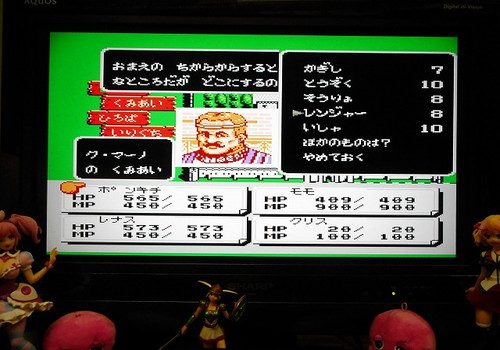 AQUOS
おまえの ちからからすると
なところだが どこにするの
かぎし 7
とうぞく 10
そうりょ 8
レンジャー 8
いしゃ 10
ほかのものは?
やめておく
くみあい
ひろば
いりぐち
ク・マーノ
の くみあい
ポンキチ
HP 565/ 565
MP 450/ 450
モモ
HP 409/ 409
MP 900/ 900
レナス
HP 573/ 573
MP 450/ 450
クリス
HP 20/ 20
MP 100/ 100
SHARP